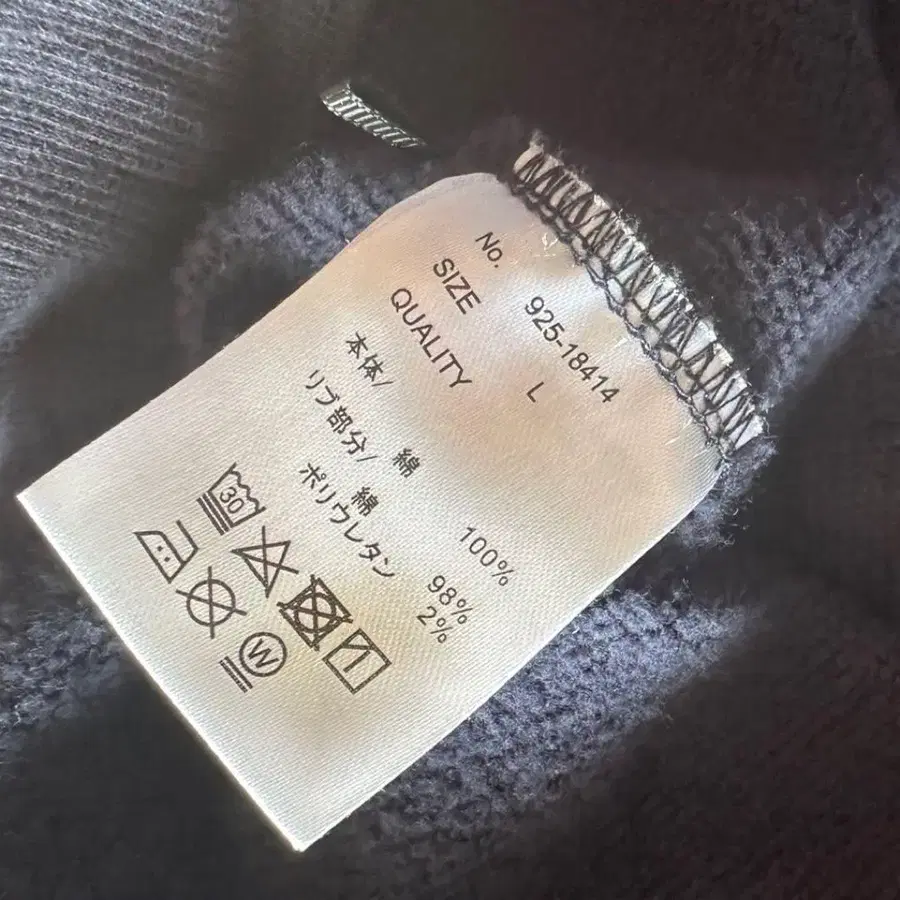 No. 925-18414
SIZE L
QUALITY
本体/ 綿 100%
リブ部分/ 綿 98%
ポリウレタン 2%
30
W